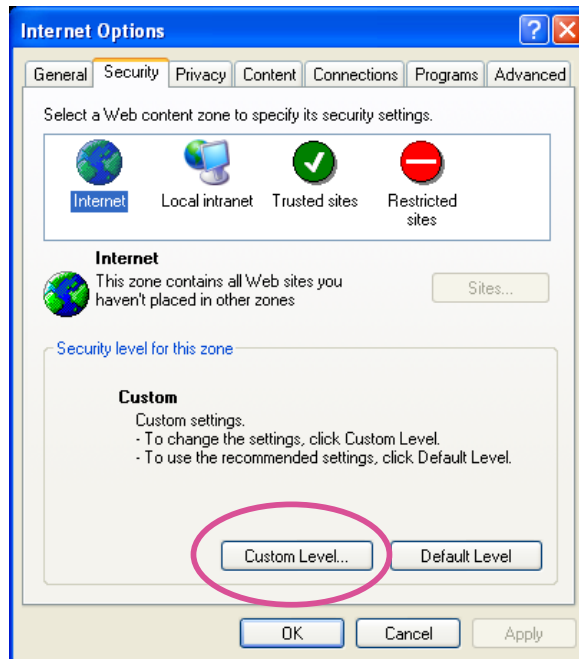 Internet Options
General Security Privacy Content Connections Programs Advanced
Select a Web content zone to specify its security settings.
Internet Local intranet Trusted sites Restricted
sites
Internet
This zone contains all Web sites you
haven't placed in other zones
Sites...
Security level for this zone
Custom
Custom settings.
- To change the settings, click Custom Level.
- To use the recommended settings, click Default Level.
Custom Level... Default Level
OK Cancel Apply